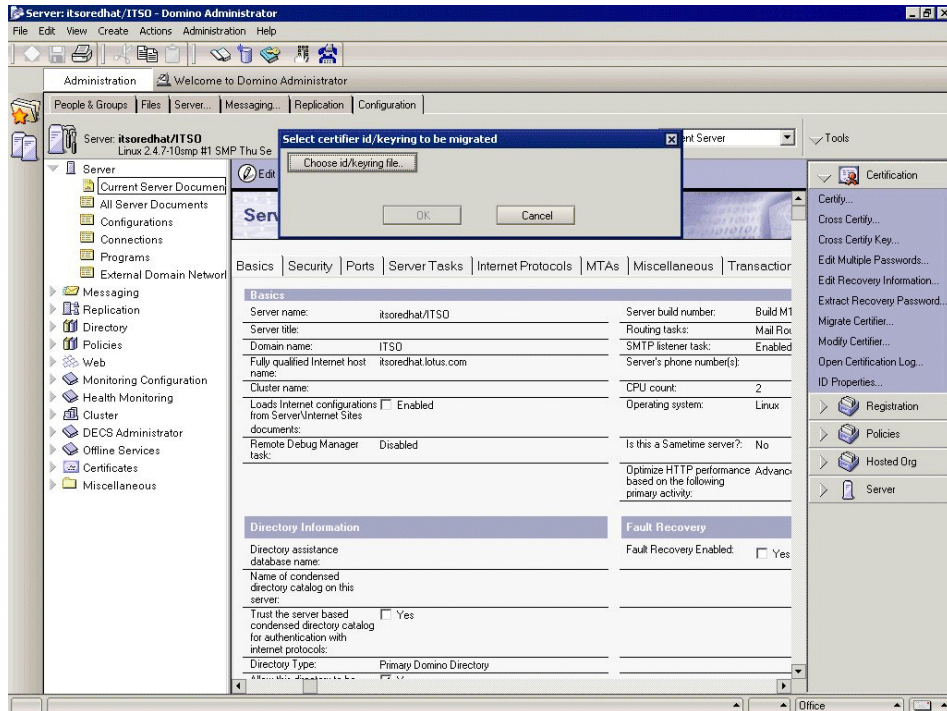 Server: itsoredhat/ITSO - Domino Administrator
File Edit View Create Actions Administration Help
Administration Welcome to Domino Administrator
People & Groups Files Server... Messaging... Replication Configuration
Server: itsoredhat/ITSO
Linux 2.4.7-10smp #1 SMP Thu Se
Server
Tools
Select certifier id/keyring to be migrated
Choose id/keyring file..
OK Cancel
Server
Current Server Documen
All Server Documents
Configurations
Connections
Programs
External Domain Networl
Messaging
Replication
Directory
Policies
Web
Monitoring Configuration
Health Monitoring
Cluster
DECS Administrator
Offline Services
Certificates
Miscellaneous
Edit
Serv
Basics Security Ports Server Tasks Internet Protocols MTAs Miscellaneous Transaction
Basics
Server name: itsoredhat/ITSO Server build number: Build M1
Server title: Routing tasks: Mail Rou
Domain name: ITSO SMTP listener task: Enabled
Fully qualified Internet host itsoredhat.lotus.com Server's phone number(s):
name:
Cluster name: CPU count: 2
Loads Internet configurations Enabled Operating system: Linux
from Server\Internet Sites
documents:
Remote Debug Manager Disabled Is this a Sametime server?: No
task:
Optimize HTTP performance Advanc
based on the following
primary activity:
Directory Information Fault Recovery
Directory assistance Fault Recovery Enabled: Yes
database name:
Name of condensed
directory catalog on this
server:
Trust the server based Yes
condensed directory catalog
for authentication with
internet protocols:
Directory Type: Primary Domino Directory
Certification
Certify...
Cross Certify...
Cross Certify Key...
Edit Multiple Passwords...
Edit Recovery Information...
Extract Recovery Password...
Migrate Certifier...
Modify Certifier...
Open Certification Log...
ID Properties...
Registration
Policies
Hosted Org
Server
Office